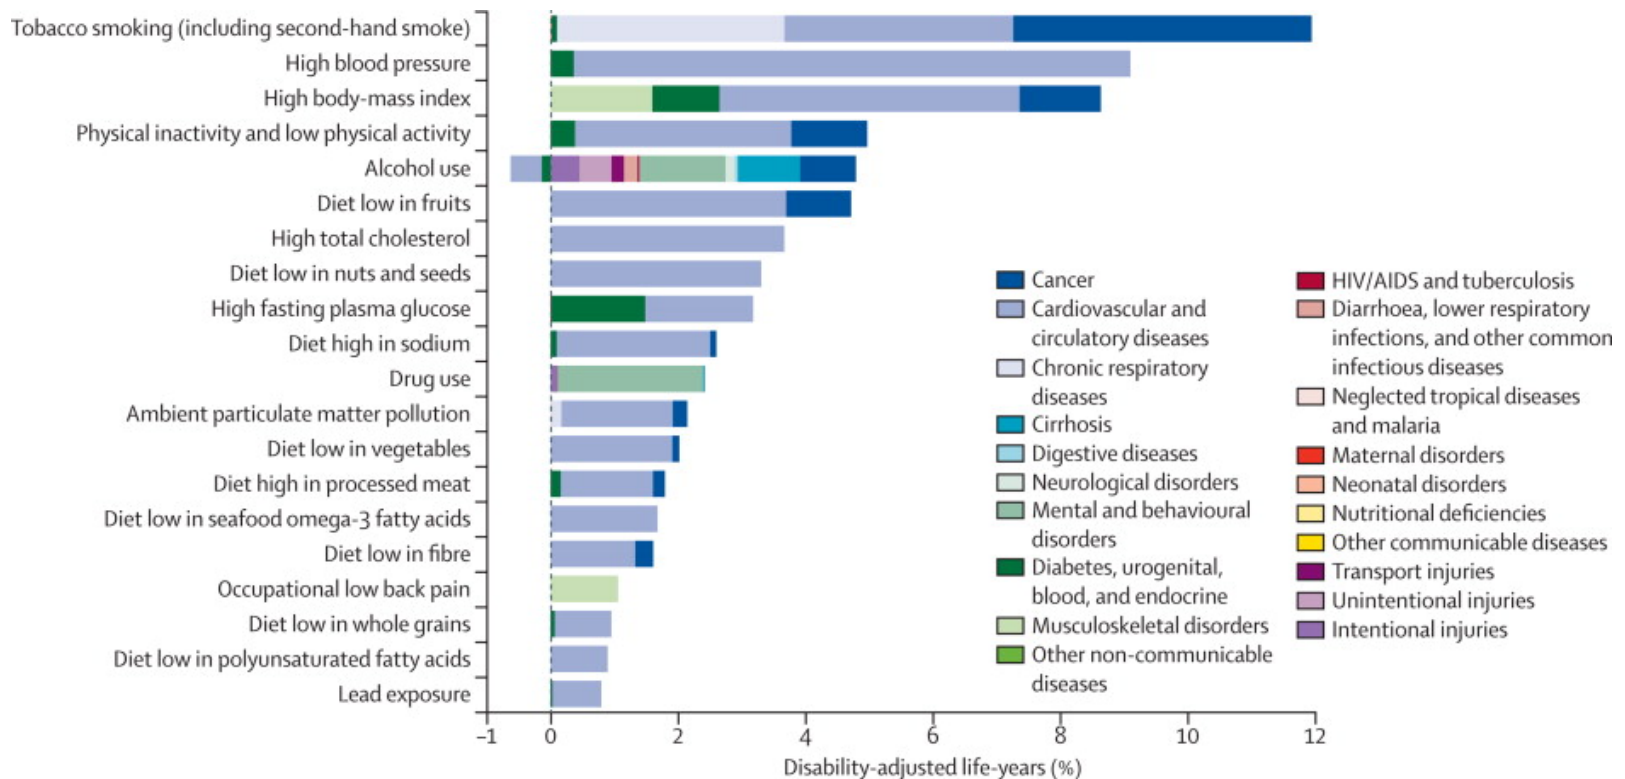 Tobacco smoking (including second-hand smoke)
High blood pressure
High body-mass index
Physical inactivity and low physical activity
Alcohol use
Diet low in fruits
High total cholesterol
Diet low in nuts and seeds
High fasting plasma glucose
Diet high in sodium
Drug use
Ambient particulate matter pollution
Diet low in vegetables
Diet high in processed meat
Diet low in seafood omega-3 fatty acids
Diet low in fibre
Occupational low back pain
Diet low in whole grains
Diet low in polyunsaturated fatty acids
Lead exposure
Cancer
Cardiovascular and
circulatory diseases
Chronic respiratory
diseases
Cirrhosis
Digestive diseases
Neurological disorders
Mental and behavioural
disorders
Diabetes, urogenital,
blood, and endocrine
Musculoskeletal disorders
Other non-communicable
diseases
HIV/AIDS and tuberculosis
Diarrhoea, lower respiratory
infections, and other common
infectious diseases
Neglected tropical diseases
and malaria
Maternal disorders
Neonatal disorders
Nutritional deficiencies
Other communicable diseases
Transport injuries
Unintentional injuries
Intentional injuries
–1 0 2 4 6 8 10 12
Disability-adjusted life-years (%)